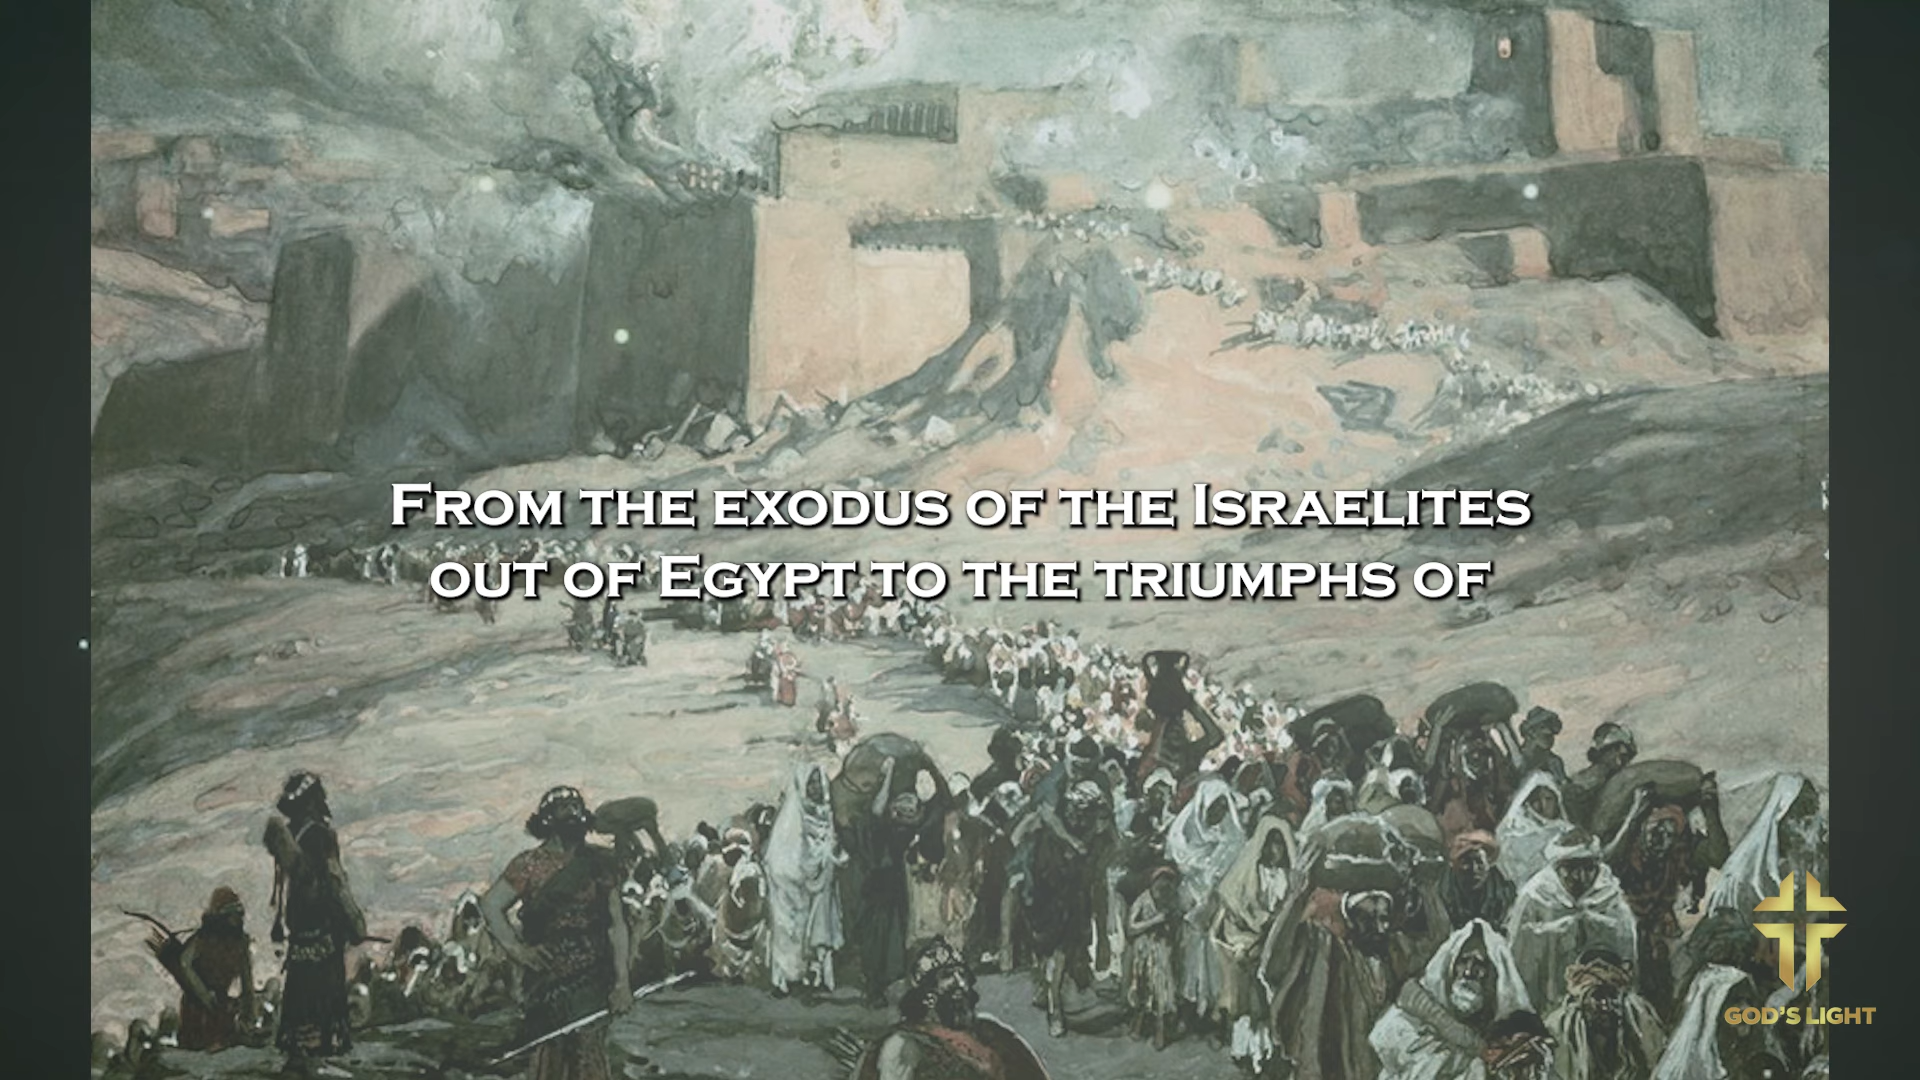 From the exodus of the Israelites
out of Egypt to the triumphs of
GOD'S LIGHT